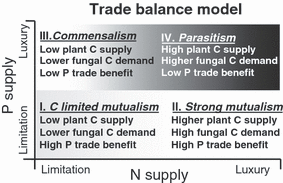 Trade balance model
III.Commensalism
Low plant C supply
Lower fungal C demand
Low P trade benefit
IV. Parasitism
High plant C supply
Higher fungal C demand
Low P trade benefit
I. C limited mutualism
Low plant C supply
Lower fungal C demand
High P trade benefit
II. Strong mutualism
Higher plant C supply
High fungal C demand
High P trade benefit
P supply
Luxury
Limitation
Limitation
Luxury
N supply